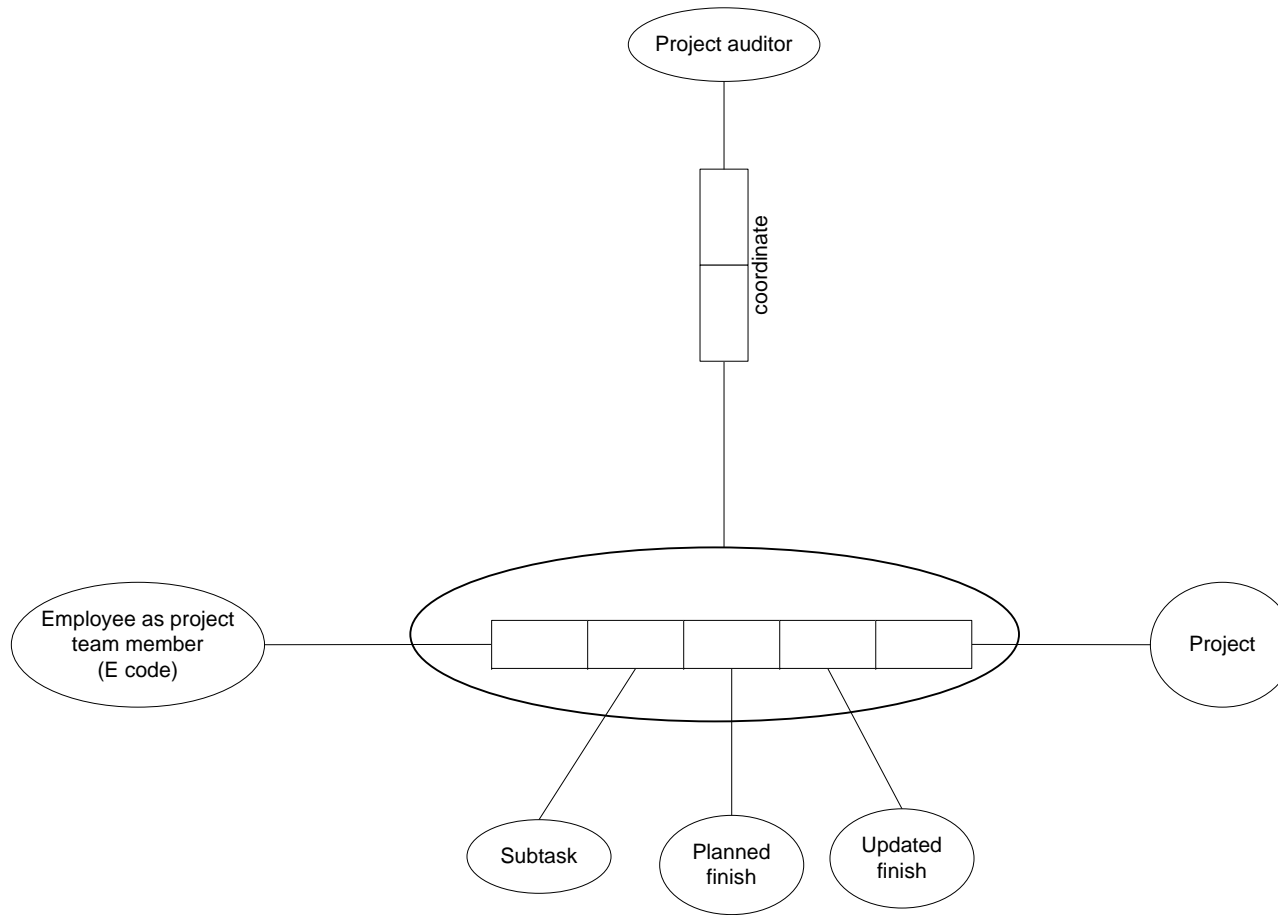 Project auditor
coordinate
Employee as project
team member
(E code)
Project
Subtask
Planned
finish
Updated
finish